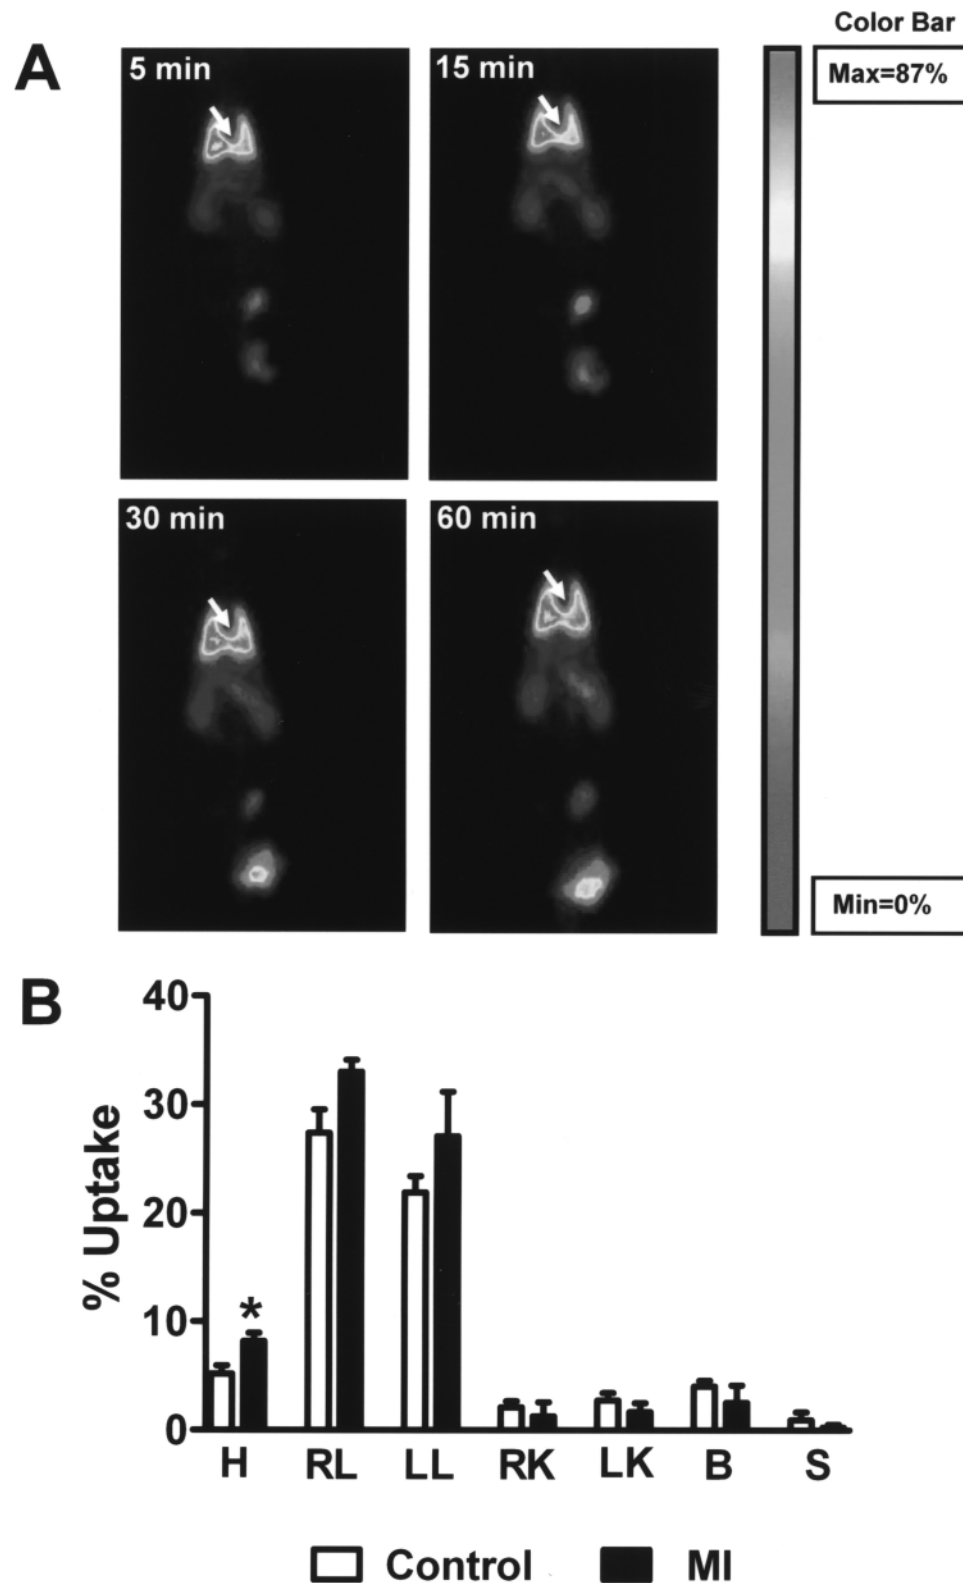 Color Bar
A
5 min
15 min
Max=87%
30 min
60 min
Min=0%
B
40
30
20
10
0
% Uptake
*
H RL LL RK LK B S
Control MI